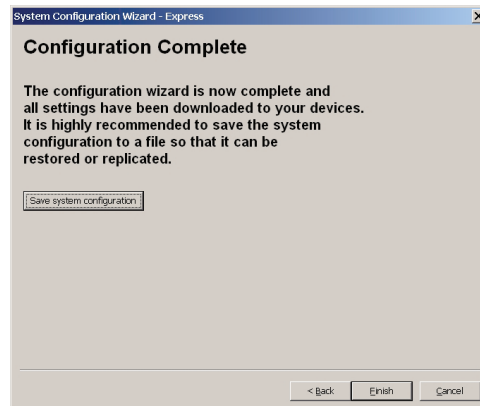 System Configuration Wizard - Express
Configuration Complete
The configuration wizard is now complete and
all settings have been downloaded to your devices.
It is highly recommended to save the system
configuration to a file so that it can be
restored or replicated.
Save system configuration
< Back
Finish
Cancel